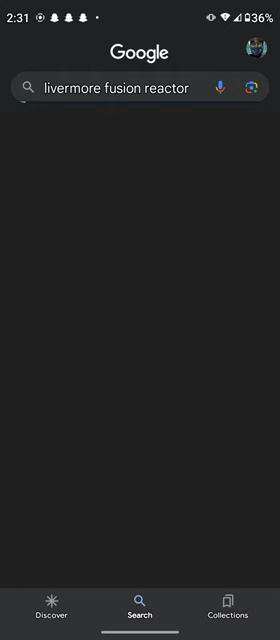 2:31
36%
Google
livermore fusion reactor
Discover
Search
Collections